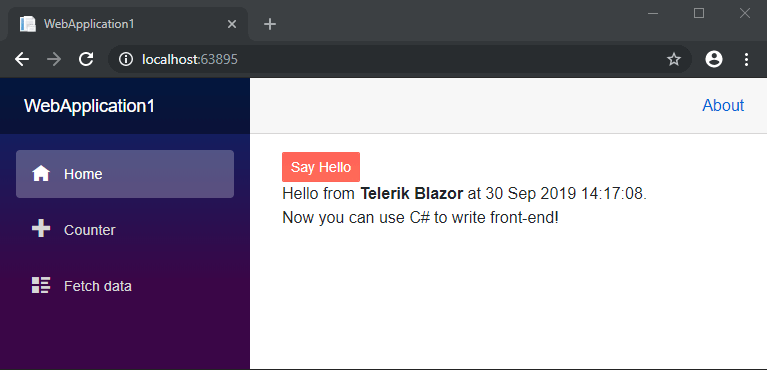 WebApplication1
localhost:63895
WebApplication1
About
Home
Counter
Fetch data
Say Hello
Hello from Telerik Blazor at 30 Sep 2019 14:17:08.
Now you can use C# to write front-end!